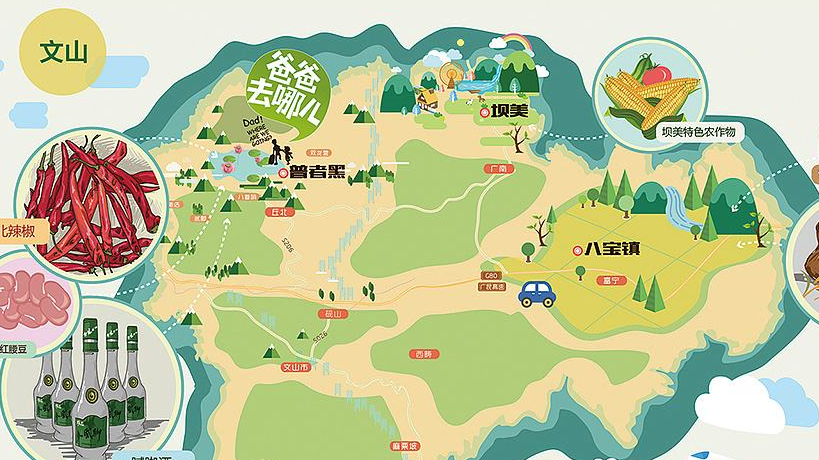 文山
爸爸
去哪儿
Dad!
WHERE
ARE WE
GOING?
坝美
坝美特色农作物
双龙营
普者黑
广南
八道哨
丘北
北辣椒
S206
八宝镇
G80
广昆高速
富宁
砚山
红腰豆
S026
西畴
文山市
麻栗坡